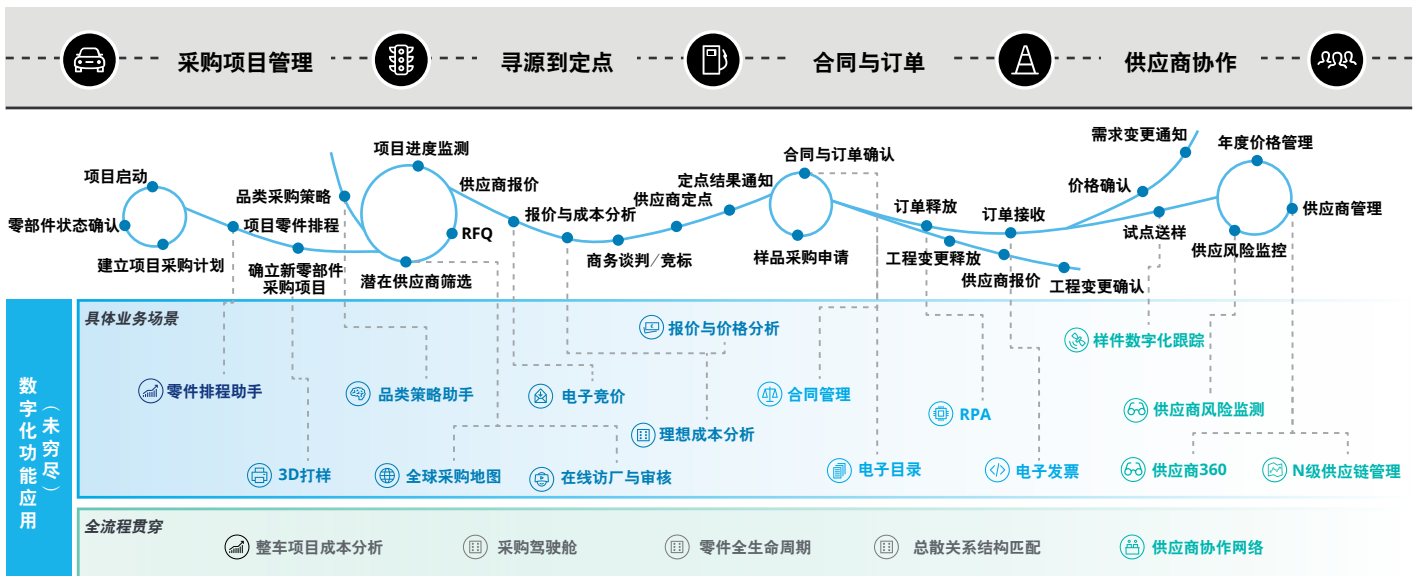 采购项目管理
寻源到定点
合同与订单
供应商协作
项目启动
零部件状态确认
建立项目采购计划
品类采购策略
项目零件排程
确立新零部件
采购项目
项目进度监测
RFQ
潜在供应商筛选
供应商报价
报价与成本分析
商务谈判/竞标
供应商定点
定点结果通知
合同与订单确认
样品采购申请
订单释放
工程变更释放
订单接收
供应商报价
工程变更确认
需求变更通知
价格确认
试点送样
年度价格管理
供应商管理
供应风险监控
数字化功能应用
（未穷尽）
具体业务场景
零件排程助手
3D打样
品类策略助手
全球采购地图
电子竞价
在线访厂与审核
报价与价格分析
理想成本分析
合同管理
电子目录
RPA
电子发票
样件数字化跟踪
供应商风险监测
供应商360
N级供应链管理
全流程贯穿
整车项目成本分析
采购驾驶舱
零件全生命周期
总散关系结构匹配
供应商协作网络